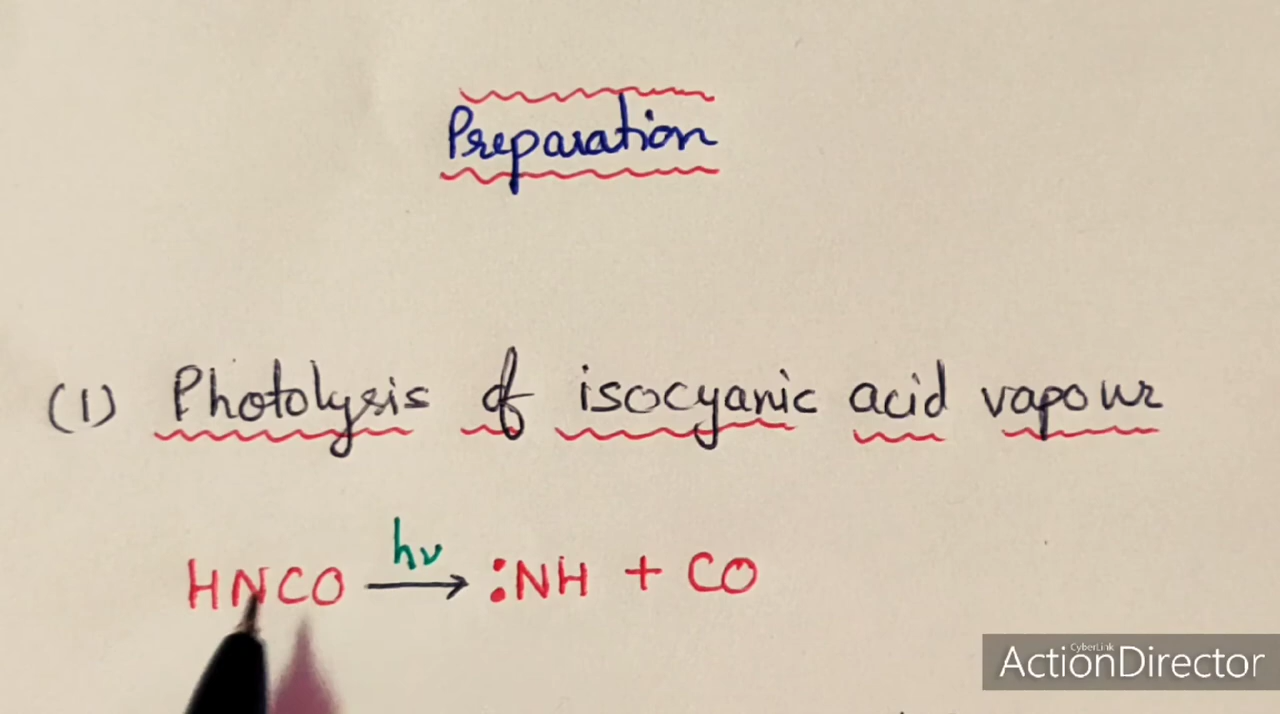 Preparation
(1) Photolysis of isocyanic acid vapour
hν
HNCO → :NH + CO
CyberLink
ActionDirector